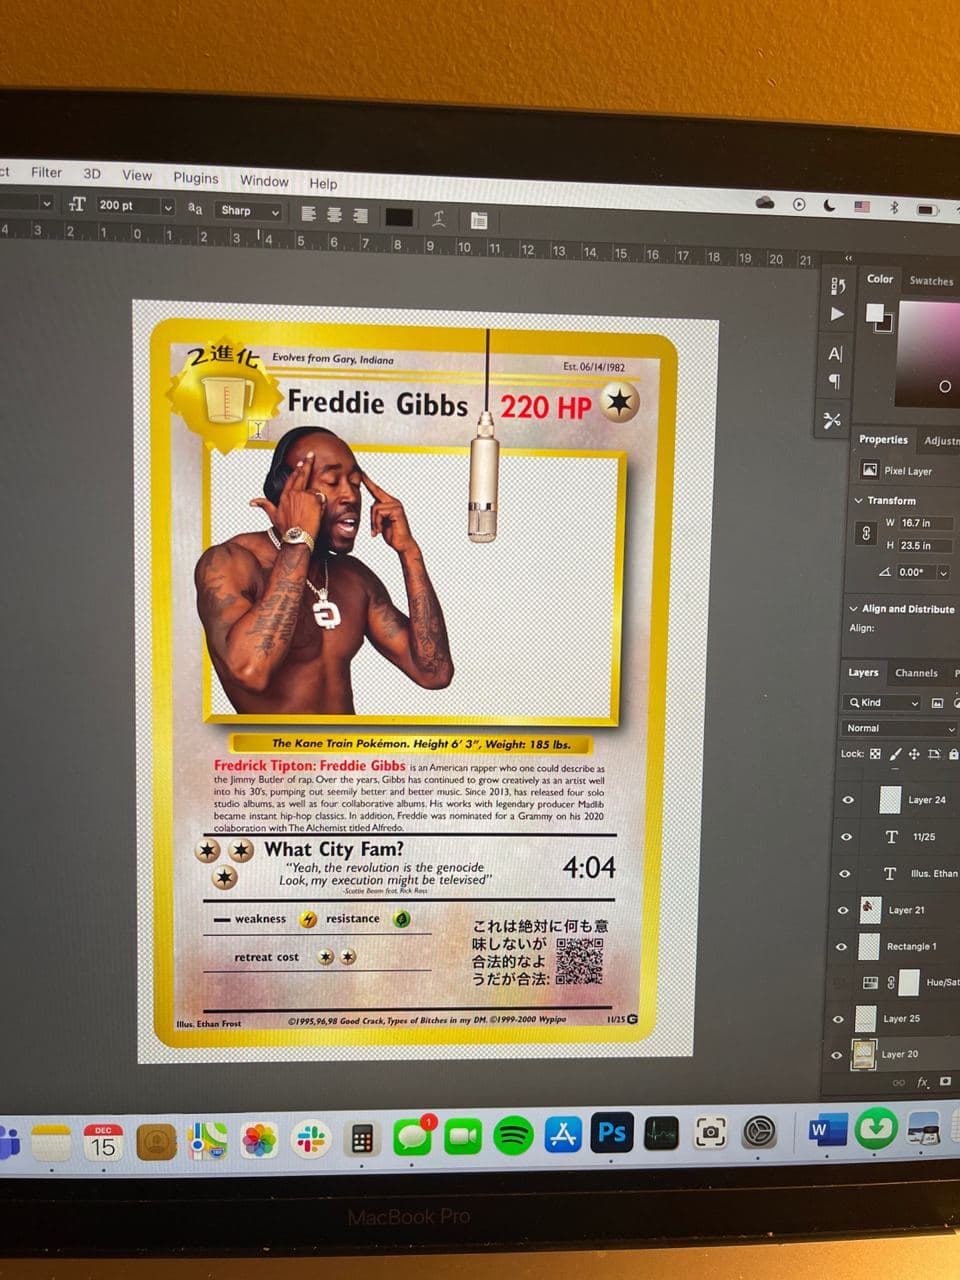 ct Filter 3D View Plugins Window Help
200 pt aa Sharp
4 3 2 1 0 1 2 3 4 5 6 7 8 9 10 11 12 13 14 15 16 17 18 19 20 21
Color Swatches
2進化
Evolves from Gary, Indiana
Est. 06/14/1982
Freddie Gibbs 220 HP
The Kane Train Pokémon. Height 6' 3", Weight: 185 lbs.
Fredrick Tipton: Freddie Gibbs is an American rapper who one could describe as
the Jimmy Butler of rap. Over the years, Gibbs has continued to grow creatively as an artist well
into his 30's, pumping out seemily better and better music. Since 2013, has released four solo
studio albums, as well as four collaborative albums. His works with legendary producer Madlib
became instant hip-hop classics. In addition, Freddie was nominated for a Grammy on his 2020
colaboration with The Alchemist titled Alfredo.
What City Fam?
"Yeah, the revolution is the genocide
Look, my execution might be televised"
-Scottie Beam feat. Rick Ross
4:04
weakness resistance
retreat cost
これは絶対に何も意
味しないが
合法的なよ
うだが合法:
Illus. Ethan Frost
©1995,96,98 Good Crack, Types of Bitches in my DM. ©1999-2000 Wypipo
11/25 G
A|
Properties Adjustm
Pixel Layer
Transform
W 16.7 in
H 23.5 in
0.00°
Align and Distribute
Align:
Layers Channels P
Kind
Normal
Lock:
Layer 24
T 11/25
T Illus. Ethan
Layer 21
Rectangle 1
Hue/Sat
Layer 25
Layer 20
fx
DEC
15
1
Ps
W
MacBook Pro